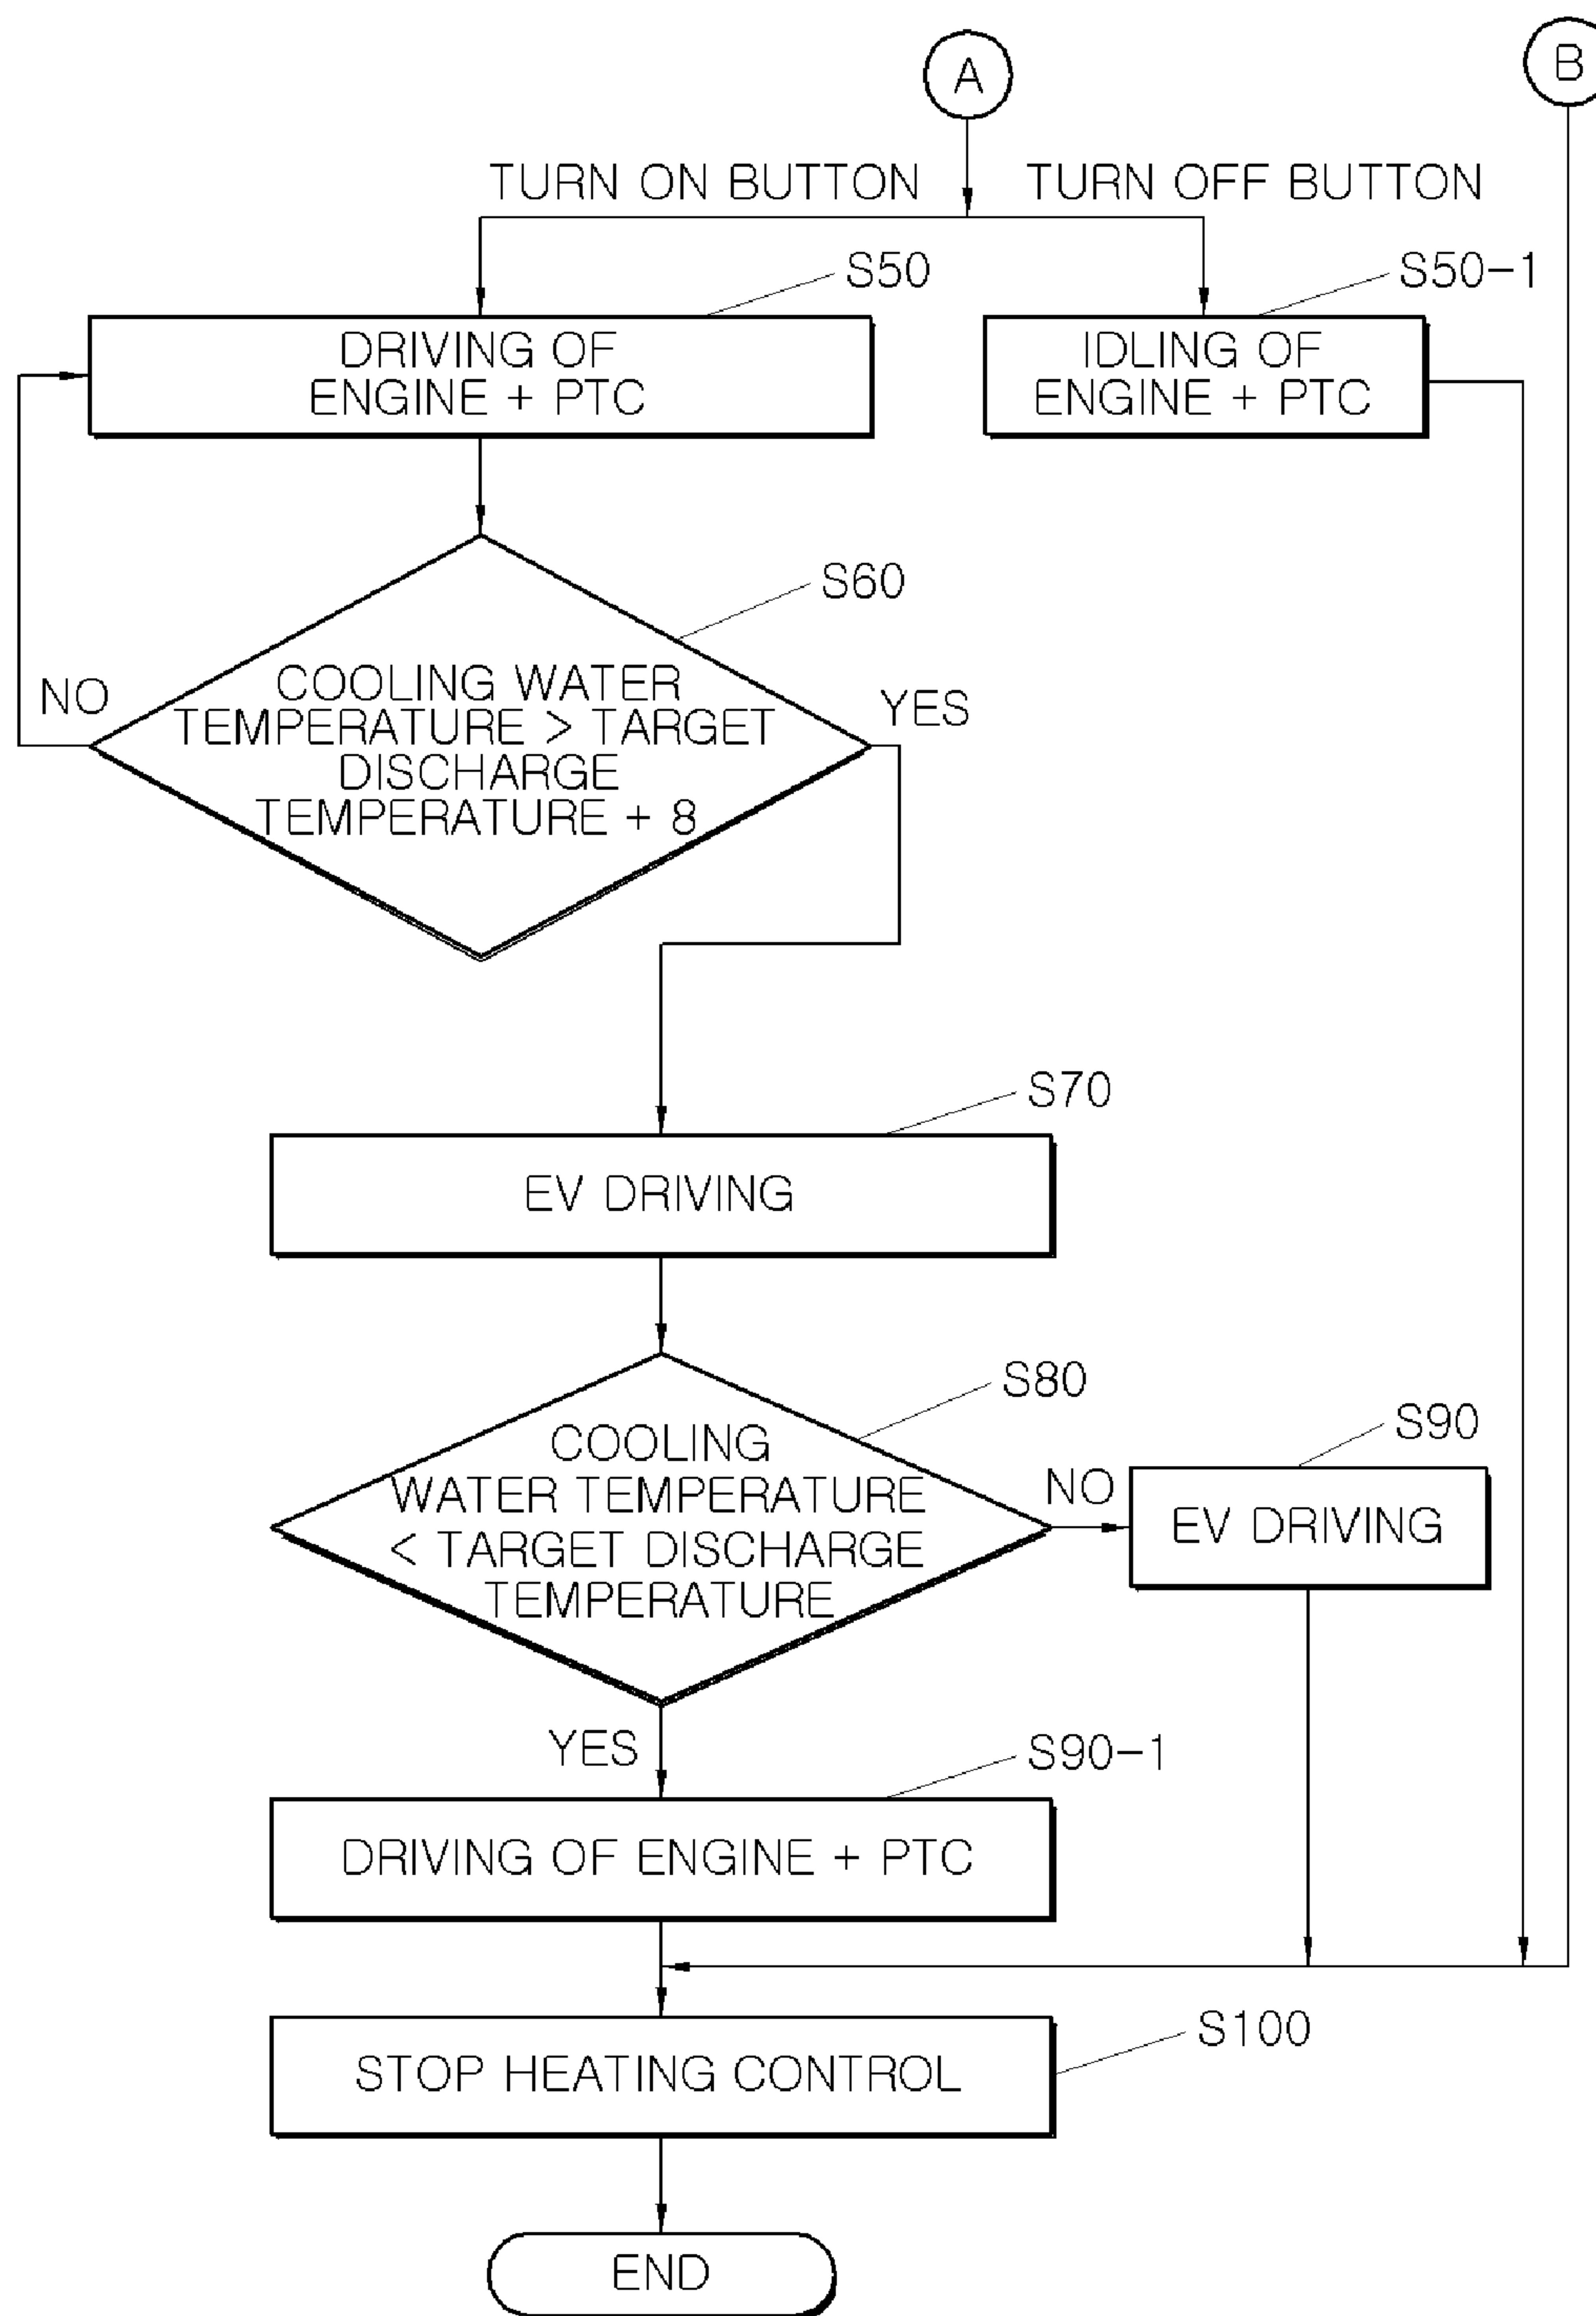 A
B
TURN ON BUTTON
TURN OFF BUTTON
S50
S50-1
DRIVING OF
ENGINE + PTC
IDLING OF
ENGINE + PTC
S60
COOLING WATER
TEMPERATURE > TARGET
DISCHARGE
TEMPERATURE + 8
NO
YES
S70
EV DRIVING
S80
COOLING
WATER TEMPERATURE
< TARGET DISCHARGE
TEMPERATURE
NO
S90
EV DRIVING
YES
S90-1
DRIVING OF ENGINE + PTC
S100
STOP HEATING CONTROL
END